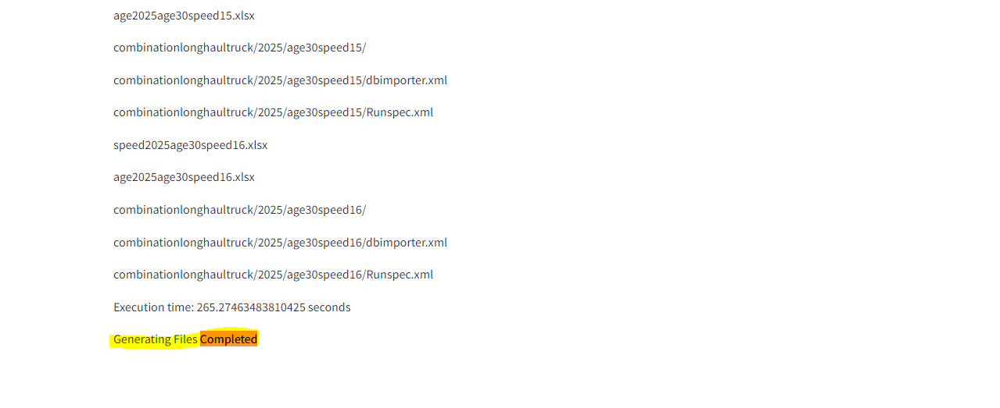 age2025age30speed15.xlsx
combinationlonghaultruck/2025/age30speed15/
combinationlonghaultruck/2025/age30speed15/dbimporter.xml
combinationlonghaultruck/2025/age30speed15/Runspec.xml
speed2025age30speed16.xlsx
age2025age30speed16.xlsx
combinationlonghaultruck/2025/age30speed16/
combinationlonghaultruck/2025/age30speed16/dbimporter.xml
combinationlonghaultruck/2025/age30speed16/Runspec.xml
Execution time: 265.27463483810425 seconds
Generating Files Completed